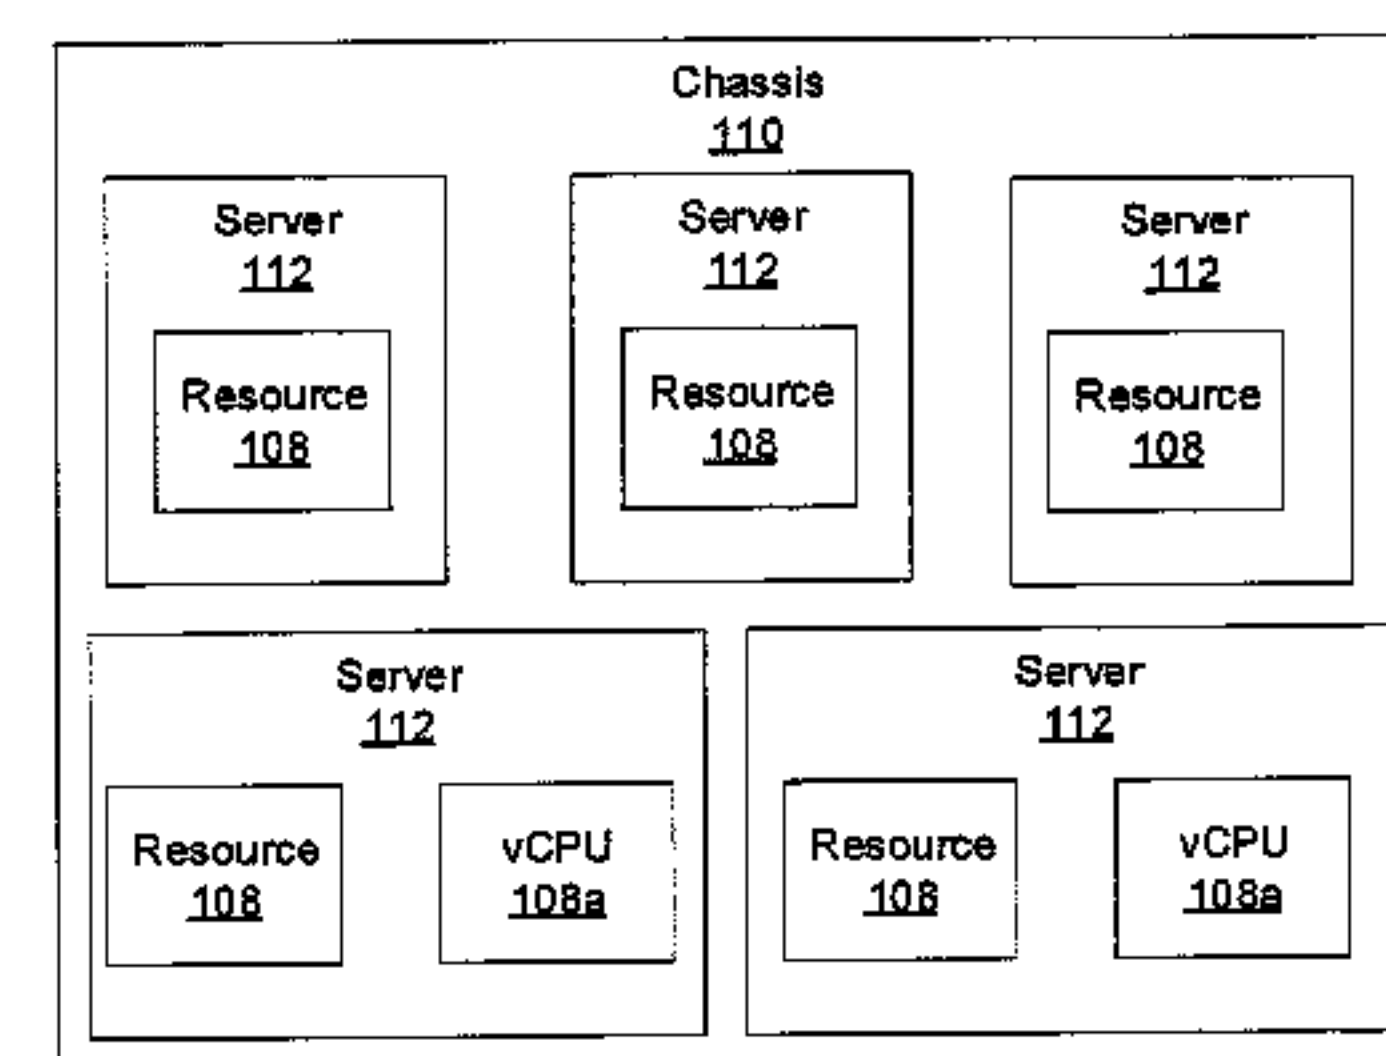 Chassis
110
Server
112
Resource
108
Server
112
Resource
108
Server
112
Resource
108
Server
112
Resource
108
vCPU
108a
Server
112
Resource
108
vCPU
108a